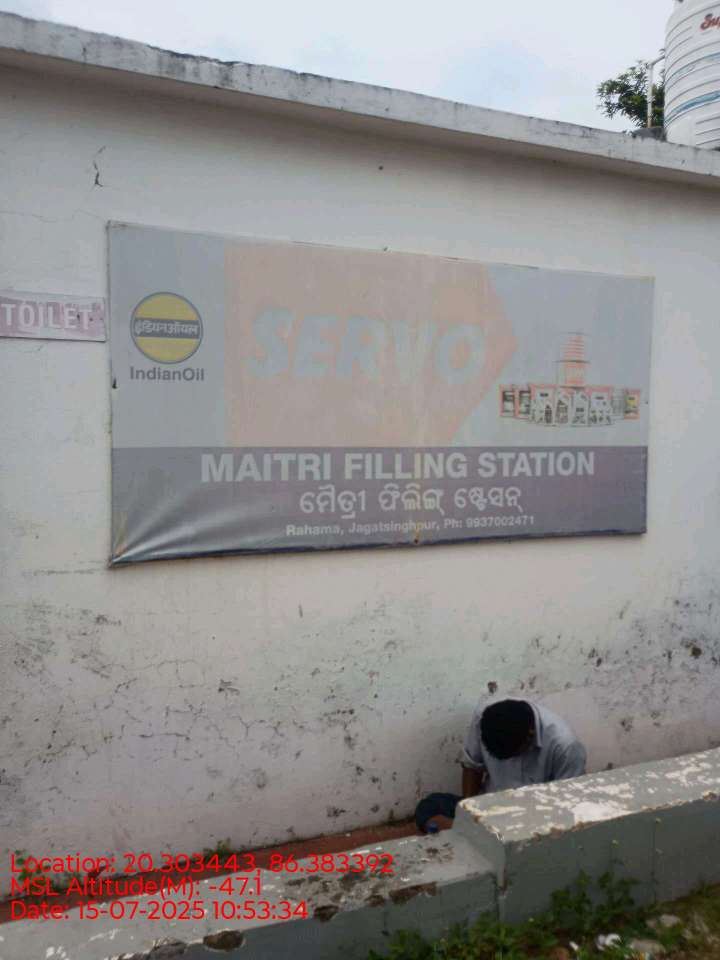 TOILET
इंडियनऑयल
IndianOil
SERVO
MAITRI FILLING STATION
ମୈତ୍ରୀ ଫିଲିଙ୍ଗ୍ ଷ୍ଟେସନ୍
Rahama, Jagatsinghpur, Ph: 9937002471
Location: 20.303443 86.383392
MSL Altitude(M): -47.1
Date: 15-07-2025 10:53:34